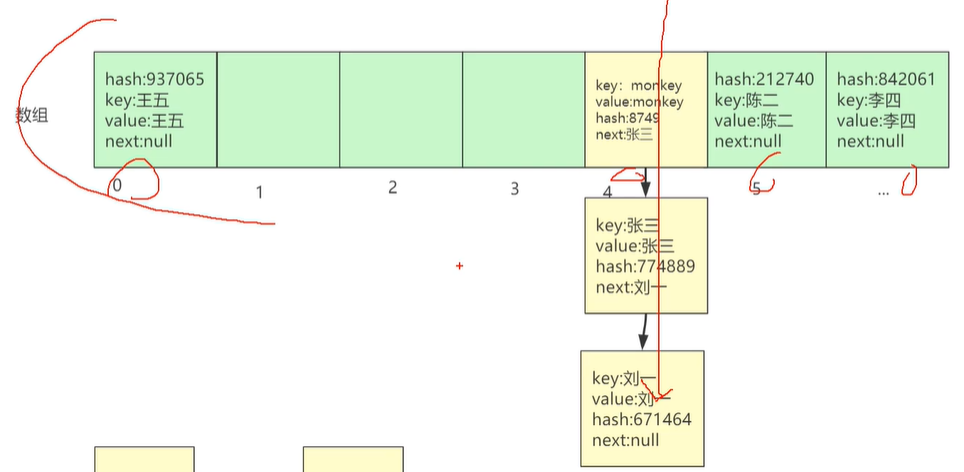 数组
hash:937065
key:王五
value:王五
next:null
key: monkey
value:monkey
hash:8749
next:张三
hash:212740
key:陈二
value:陈二
next:null
hash:842061
key:李四
value:李四
next:null
0
1
2
3
4
5
...
key:张三
value:张三
hash:774889
next:刘一
key:刘一
value:刘一
hash:671464
next:null